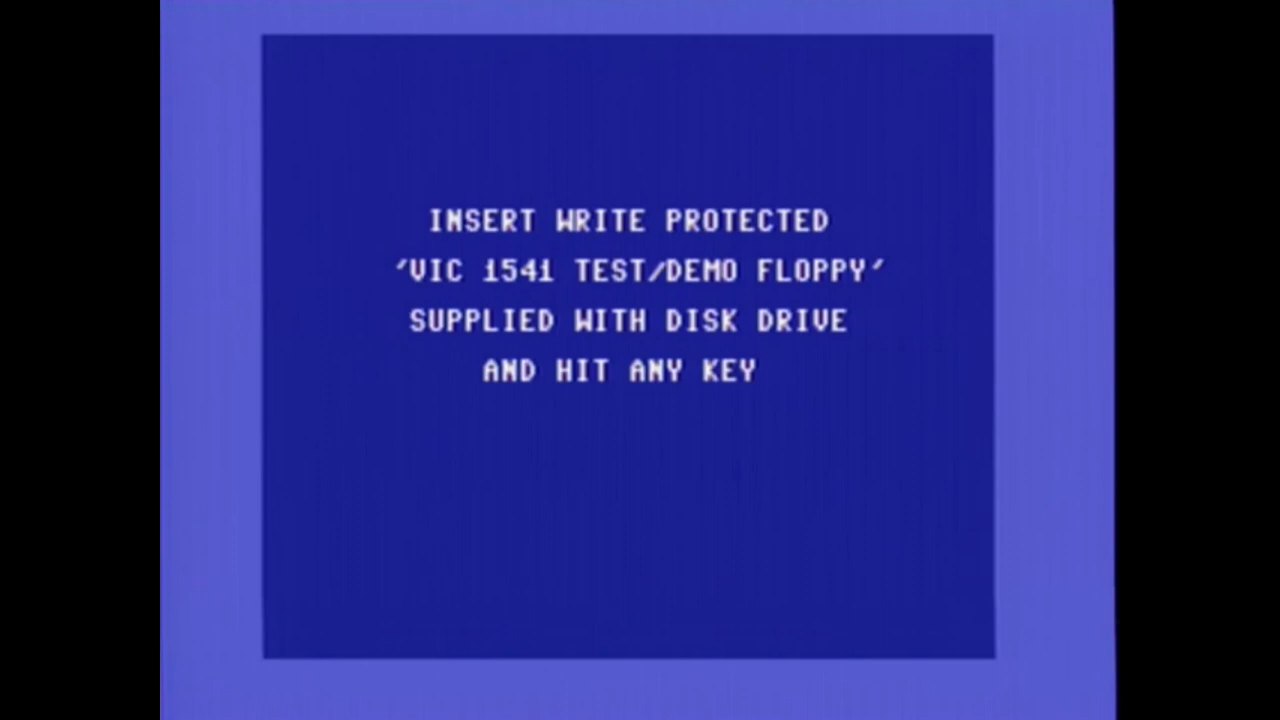 INSERT WRITE PROTECTED
'VIC 1541 TEST/DEMO FLOPPY'
SUPPLIED WITH DISK DRIVE
AND HIT ANY KEY